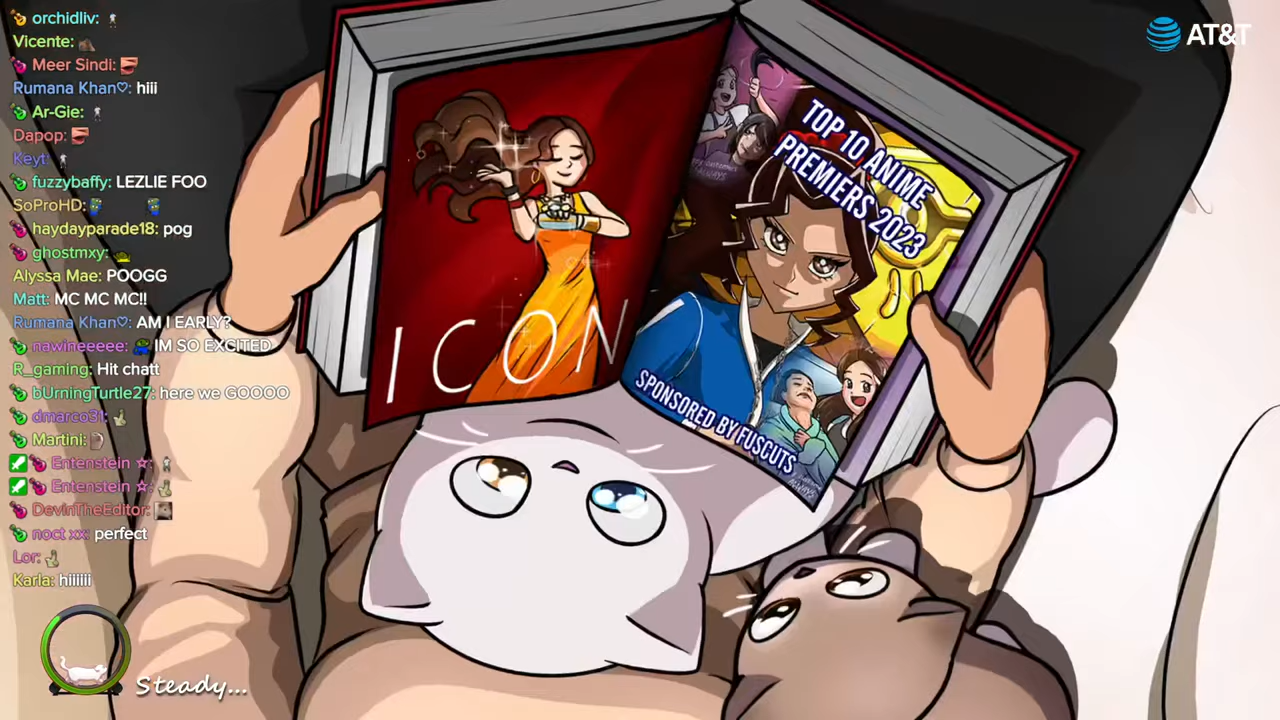 orchidliv:
Vicente:
Meer Sindi:
Rumana Khan♡: hiii
Ar-Gie:
Dapop:
Keyt:
fuzzybaffy: LEZLIE FOO
SoProHD:
haydayparade18: pog
ghostmxy:
Alyssa Mae: POOGG
Matt: MC MC MC!!
Rumana Khan♡: AM I EARLY?
nawineeeee: IM SO EXCITED
R_gaming: Hit chatt
bUrningTurtle27: here we GOOOO
dmarco31:
Martini:
Entenstein ☆:
Entenstein ☆:
DevinTheEditor:
noct xx: perfect
Lor:
Karla: hiiiiii
Steady...
ICON
TOP 10 ANIME
PREMIERS 2023
SPONSORED BY FUSCUTS
ALWAYS
ALWAYS
AT&T